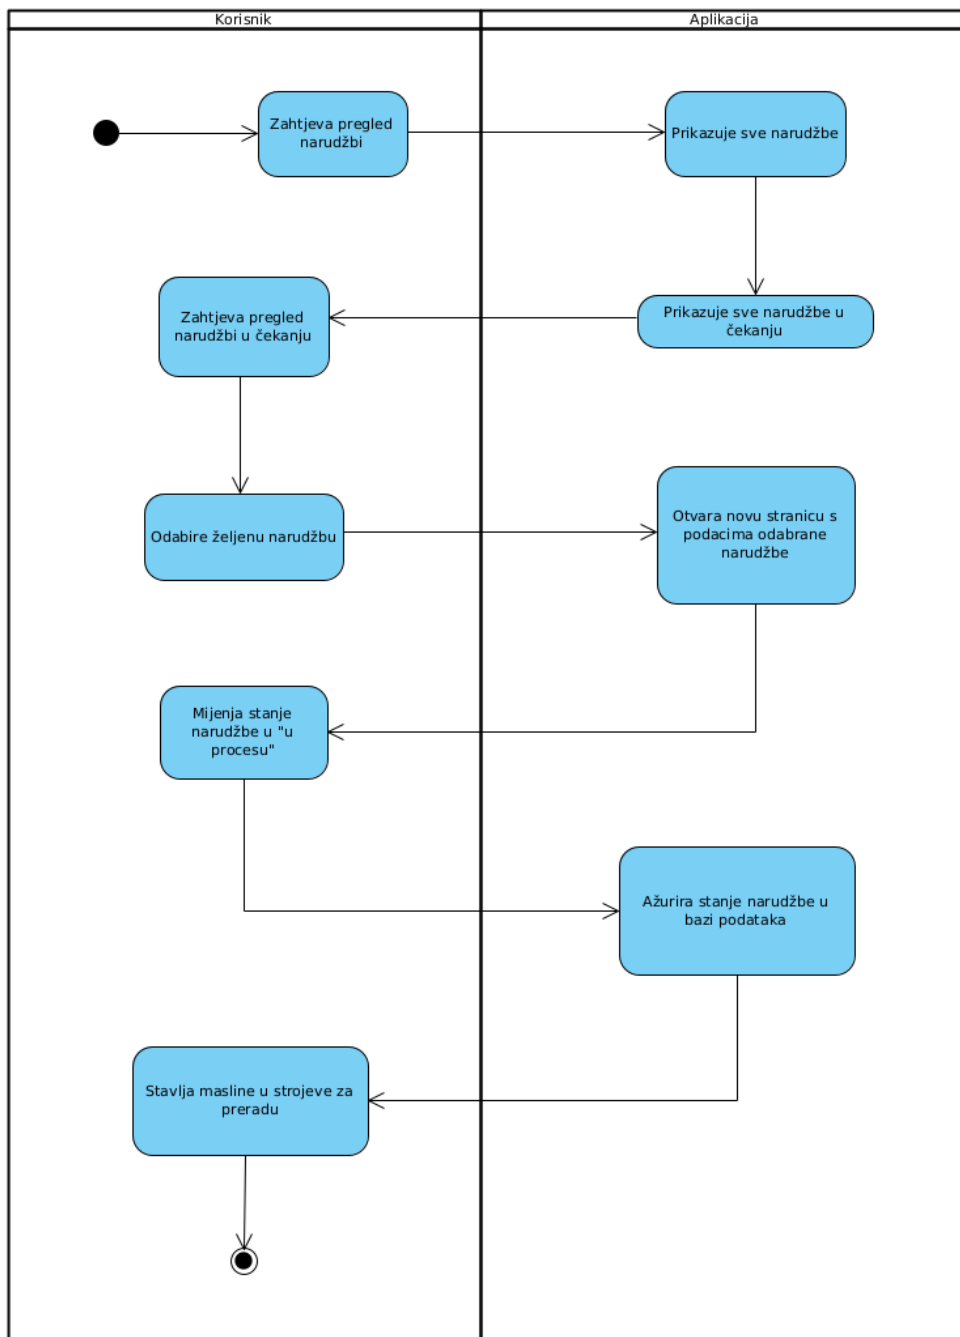 Korisnik
Aplikacija
Zahtjeva pregled
narudžbi
Prikazuje sve narudžbe
Zahtjeva pregled
narudžbi u čekanju
Prikazuje sve narudžbe u
čekanju
Odabire željenu narudžbu
Otvara novu stranicu s
podacima odabrane
narudžbe
Mijenja stanje
narudžbe u "u
procesu"
Ažurira stanje narudžbe u
bazi podataka
Stavlja masline u strojeve za
preradu